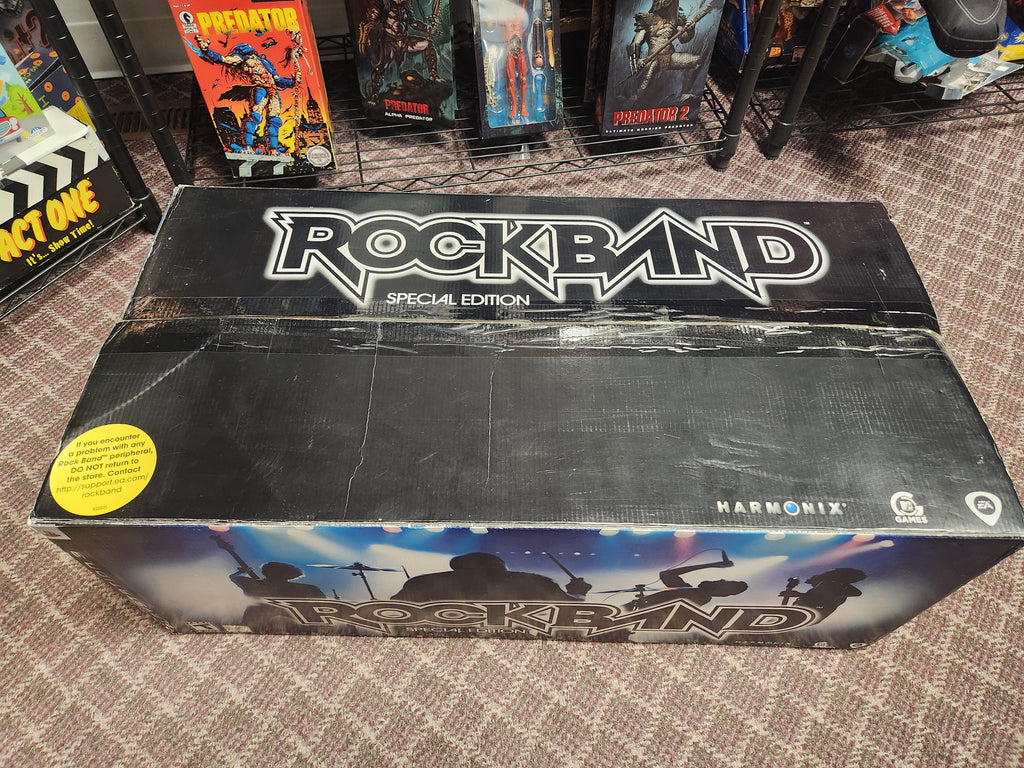 PREDATOR
PREDATOR
ALPHA PREDATOR
PREDATOR 2
ACT ONE
It's... Show Time!
ROCKBAND
SPECIAL EDITION
If you encounter
a problem with any
Rock Band™ peripheral,
DO NOT return to
the store. Contact
http://support.ea.com/
rockband
HARMONIX
GAMES
EA
ROCKBAND
SPECIAL EDITION